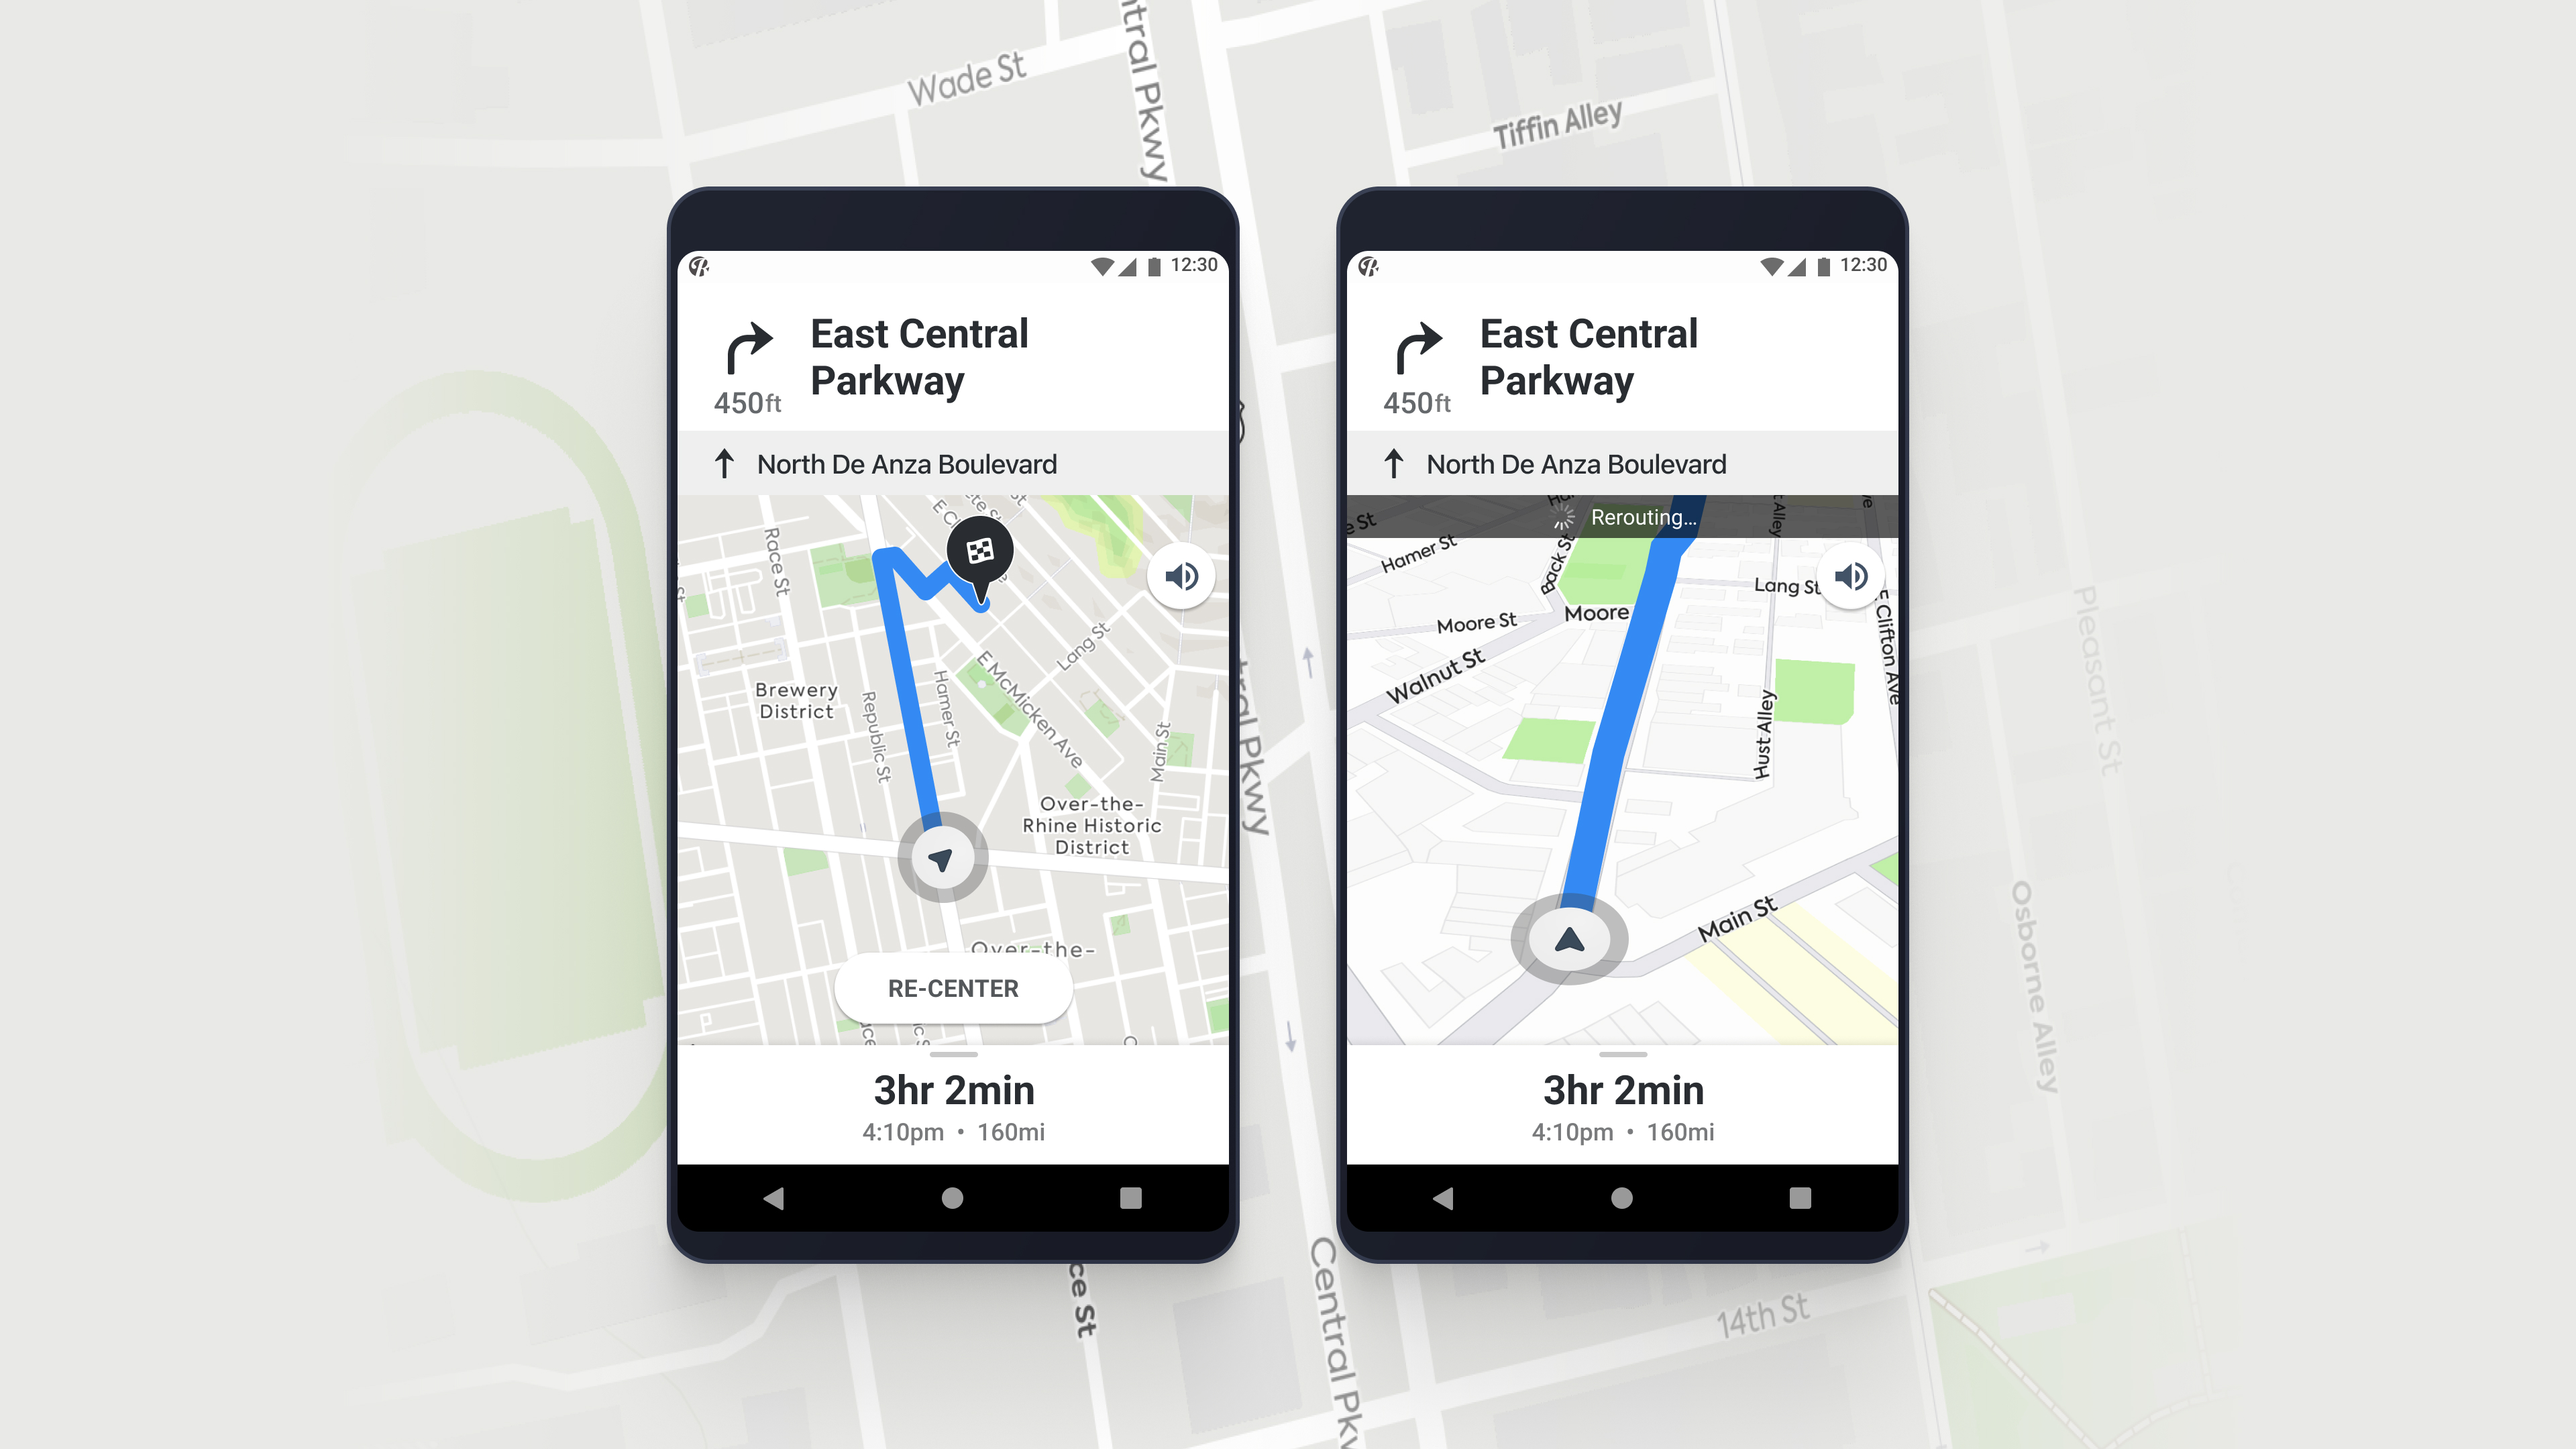 Wade St
Tiffin Alley
tral Pkwy
12:30
East Central
Parkway
450ft
North De Anza Boulevard
Race St
Brewery
District
Republic St
Hamer St
E McMicken Ave
Lang St
Main St
Over-the-
Rhine Historic
District
Over-the-
RE-CENTER
3hr 2min
4:10pm • 160mi
12:30
East Central
Parkway
450ft
North De Anza Boulevard
Rerouting...
Hamer St
Back St
Alley
Lang St
Moore St
Moore
Walnut St
E Clifton Ave
Hust Alley
Main St
3hr 2min
4:10pm • 160mi
Pkwy
Pleasant St
Osborne Alley
ce St
Central Pkw
14th St